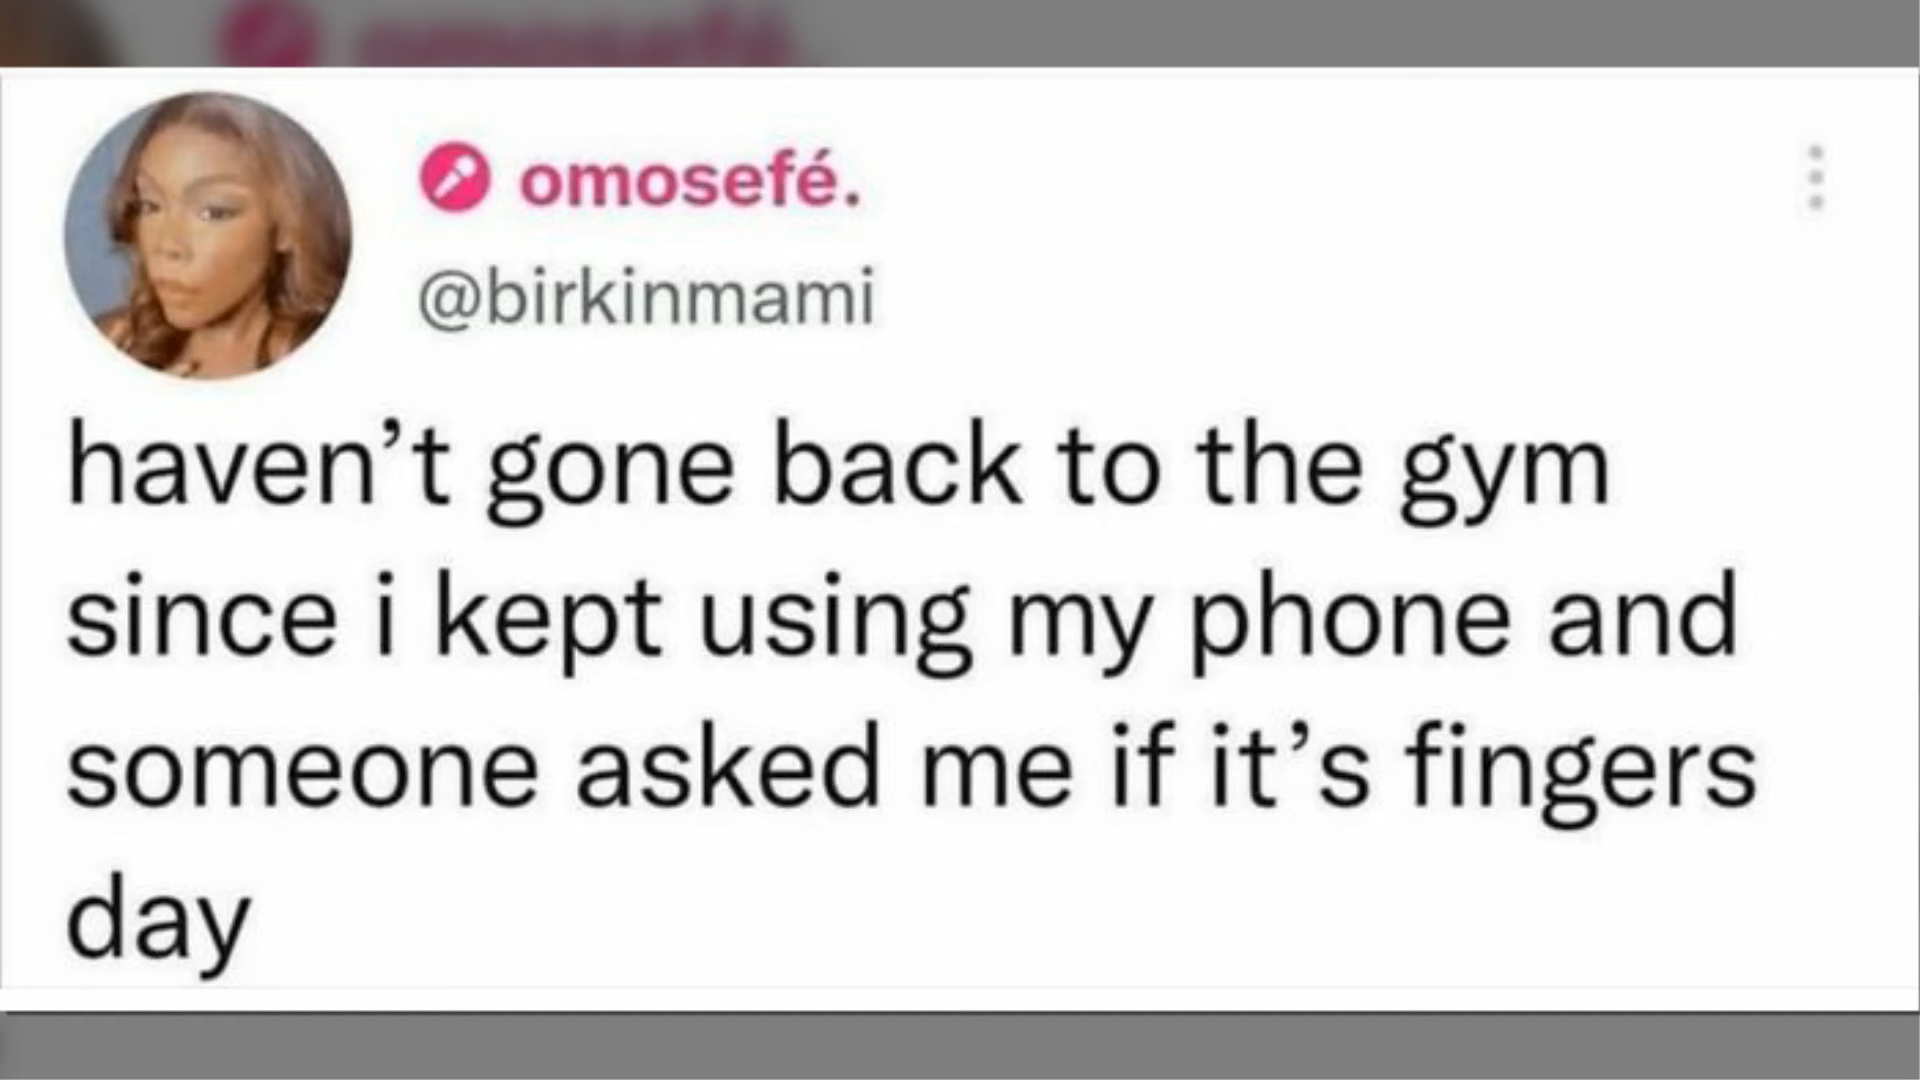 omosefé.
@birkinmami
haven’t gone back to the gym
since i kept using my phone and
someone asked me if it’s fingers
day